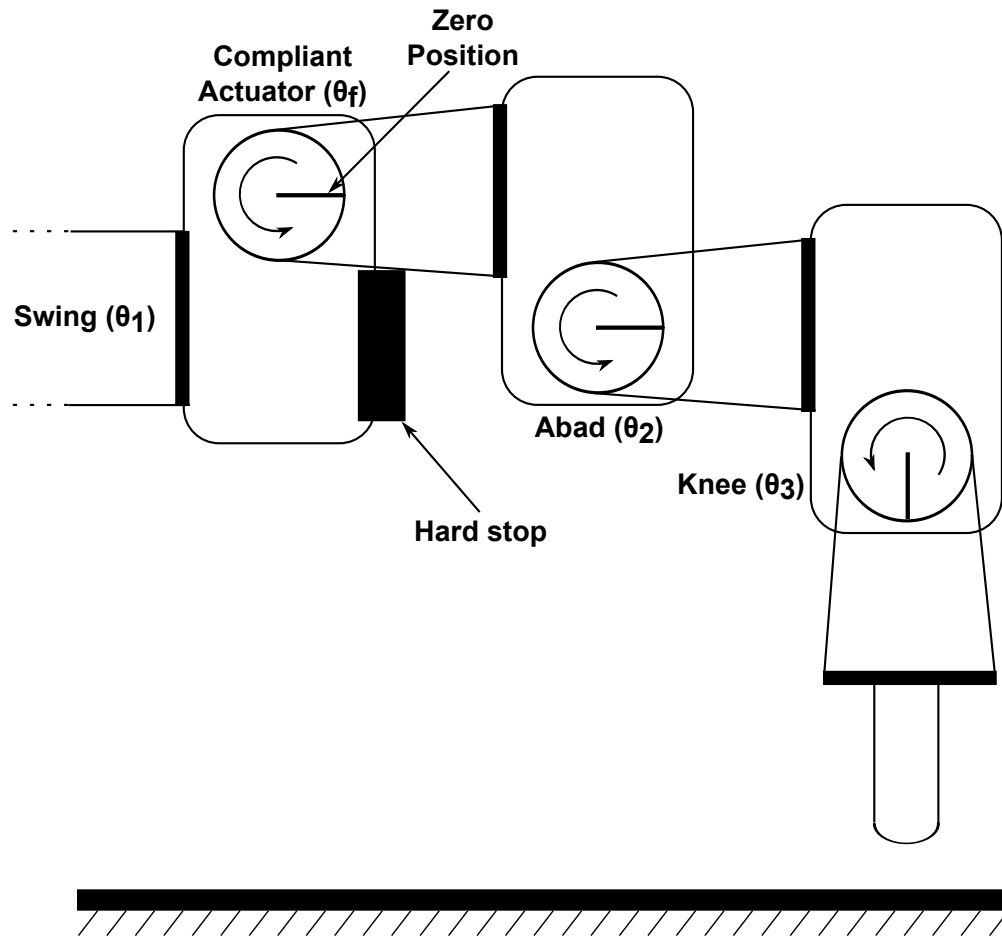 Zero
Position
Compliant
Actuator (θf)
Swing (θ1)
Abad (θ2)
Knee (θ3)
Hard stop